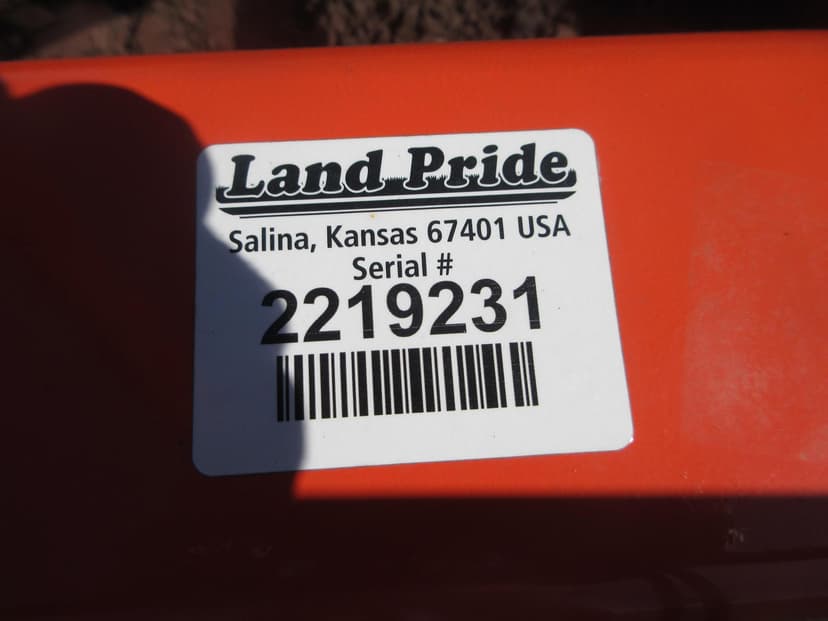 Land Pride
Salina, Kansas 67401 USA
Serial #
2219231